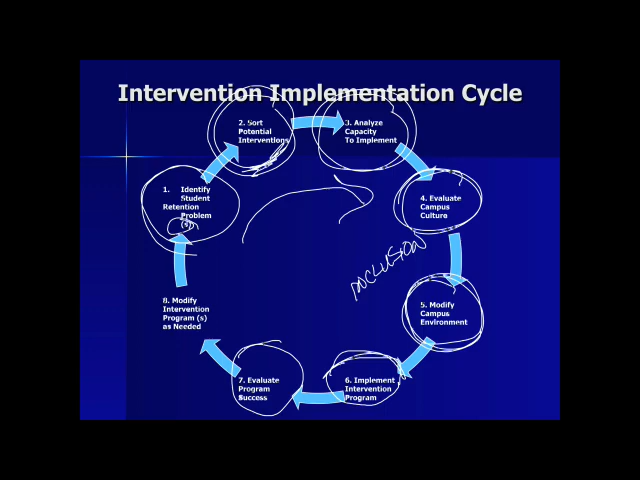 Intervention Implementation Cycle
2. Sort
Potential
Interventions
3. Analyze
Capacity
To Implement
1. Identify
Student
Retention
Problem
4. Evaluate
Campus
Culture
INCLUSION
5. Modify
Campus
Environment
8. Modify
Intervention
Program (s)
as Needed
7. Evaluate
Program
Success
6. Implement
Intervention
Program